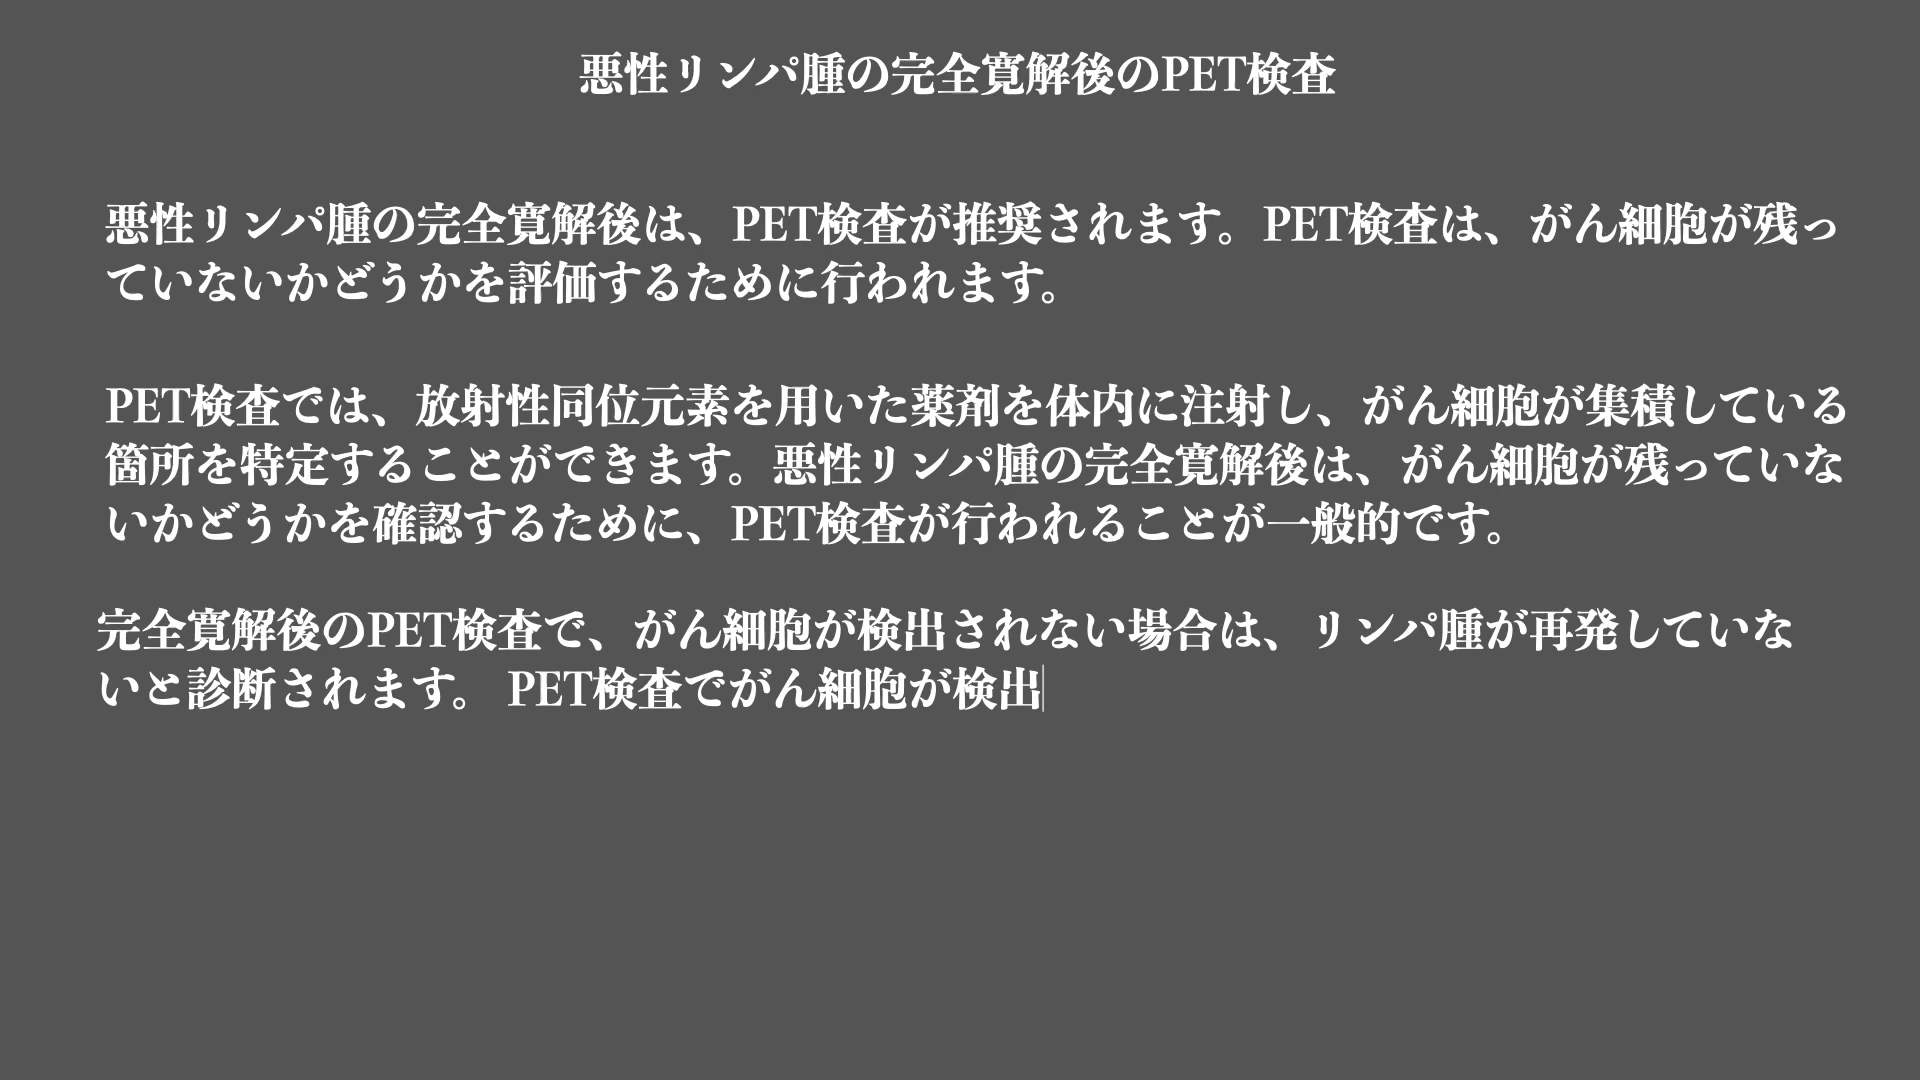 悪性リンパ腫の完全寛解後のPET検査
悪性リンパ腫の完全寛解後は、PET検査が推奨されます。PET検査は、がん細胞が残っ
ていないかどうかを評価するために行われます。
PET検査では、放射性同位元素を用いた薬剤を体内に注射し、がん細胞が集積している
箇所を特定することができます。悪性リンパ腫の完全寛解後は、がん細胞が残っていな
いかどうかを確認するために、PET検査が行われることが一般的です。
完全寛解後のPET検査で、がん細胞が検出されない場合は、リンパ腫が再発していな
いと診断されます。 PET検査でがん細胞が検出